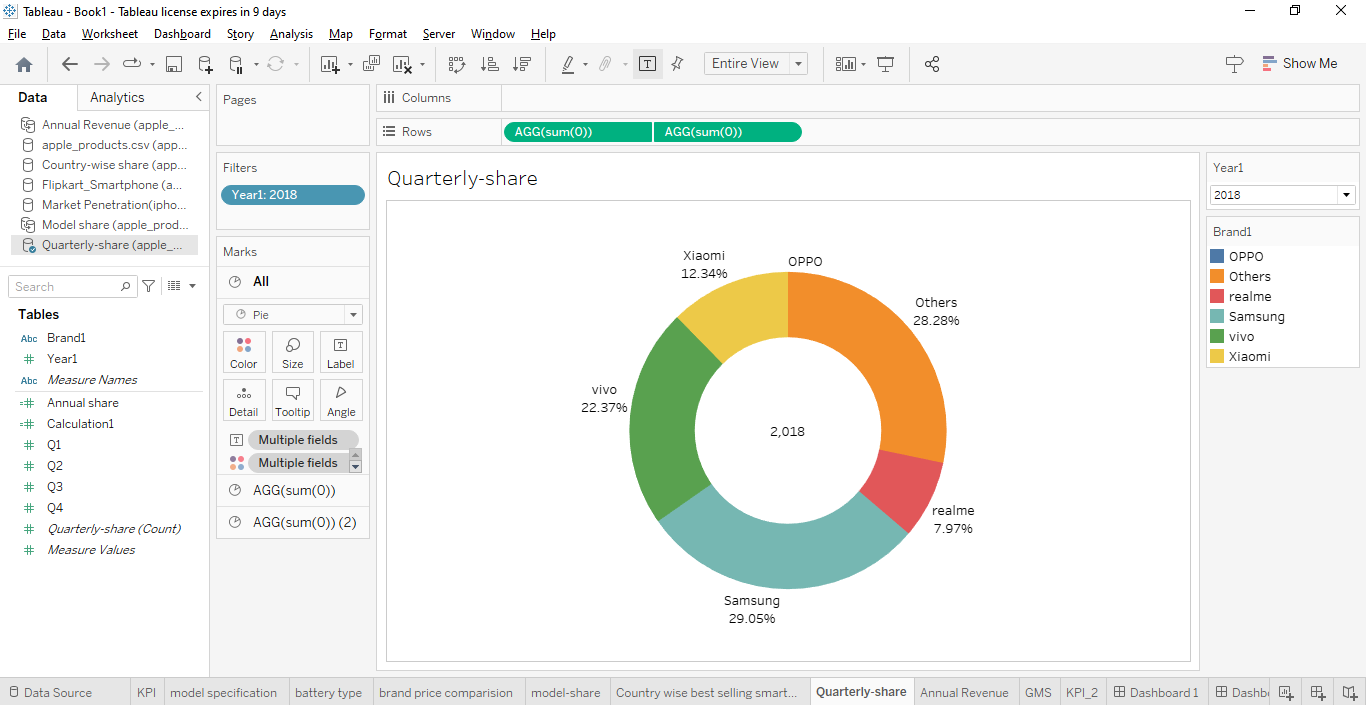 Tableau - Book1 - Tableau license expires in 9 days
File Data Worksheet Dashboard Story Analysis Map Format Server Window Help
Entire View
Show Me
Data Analytics
Annual Revenue (apple_...
apple_products.csv (app...
Country-wise share (app...
Flipkart_Smartphone (a...
Market Penetration(ipho...
Model share (apple_prod...
Quarterly-share (apple_...
Search
Tables
Abc Brand1
Year1
Abc Measure Names
Annual share
Calculation1
Q1
Q2
Q3
Q4
Quarterly-share (Count)
Measure Values
Pages
Filters
Year1: 2018
Marks
All
Pie
Color Size Label
Detail Tooltip Angle
Multiple fields
Multiple fields
AGG(sum(0))
AGG(sum(0)) (2)
Columns
Rows AGG(sum(0)) AGG(sum(0))
Quarterly-share
Xiaomi
12.34%
OPPO
Others
28.28%
vivo
22.37%
2,018
realme
7.97%
Samsung
29.05%
Year1
2018
Brand1
OPPO
Others
realme
Samsung
vivo
Xiaomi
Data Source KPI model specification battery type brand price comparision model-share Country wise best selling smart... Quarterly-share Annual Revenue GMS KPI_2 Dashboard 1 Dashb